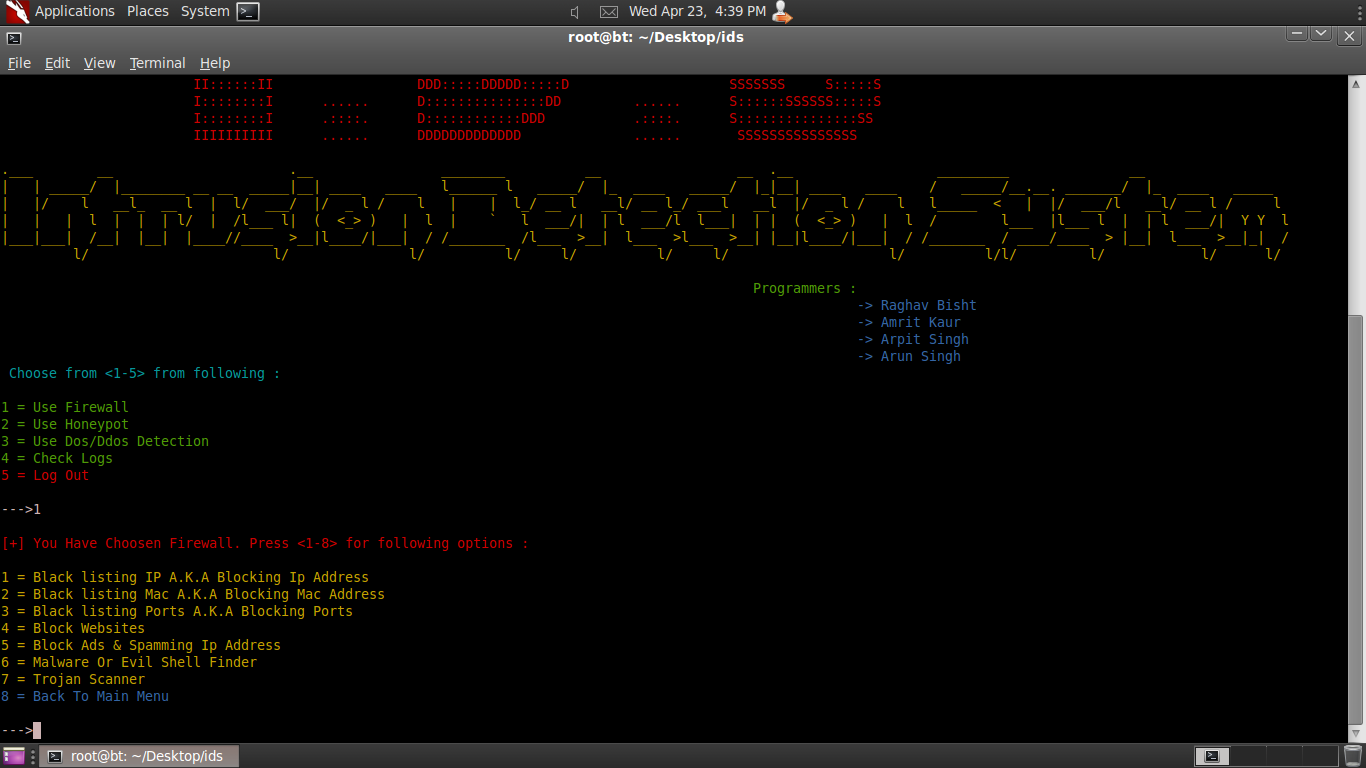 Applications Places System
Wed Apr 23, 4:39 PM
root@bt: ~/Desktop/ids
File Edit View Terminal Help
II::::::II DDD:::::DDDDD:::::D SSSSSSS S:::::S
I::::::::I ...... D:::::::::::::::DD ...... S::::::SSSSSS:::::S
I::::::::I .::::. D::::::::::::DDD .::::. S:::::::::::::::SS
IIIIIIIIII ...... DDDDDDDDDDDDD ...... SSSSSSSSSSSSSSS
Intrusion Detection System
Programmers :
-> Raghav Bisht
-> Amrit Kaur
-> Arpit Singh
-> Arun Singh
Choose from <1-5> from following :
1 = Use Firewall
2 = Use Honeypot
3 = Use Dos/Ddos Detection
4 = Check Logs
5 = Log Out
--->1
[+] You Have Choosen Firewall. Press <1-8> for following options :
1 = Black listing IP A.K.A Blocking Ip Address
2 = Black listing Mac A.K.A Blocking Mac Address
3 = Black listing Ports A.K.A Blocking Ports
4 = Block Websites
5 = Block Ads & Spamming Ip Address
6 = Malware Or Evil Shell Finder
7 = Trojan Scanner
8 = Back To Main Menu
--->
root@bt: ~/Desktop/ids